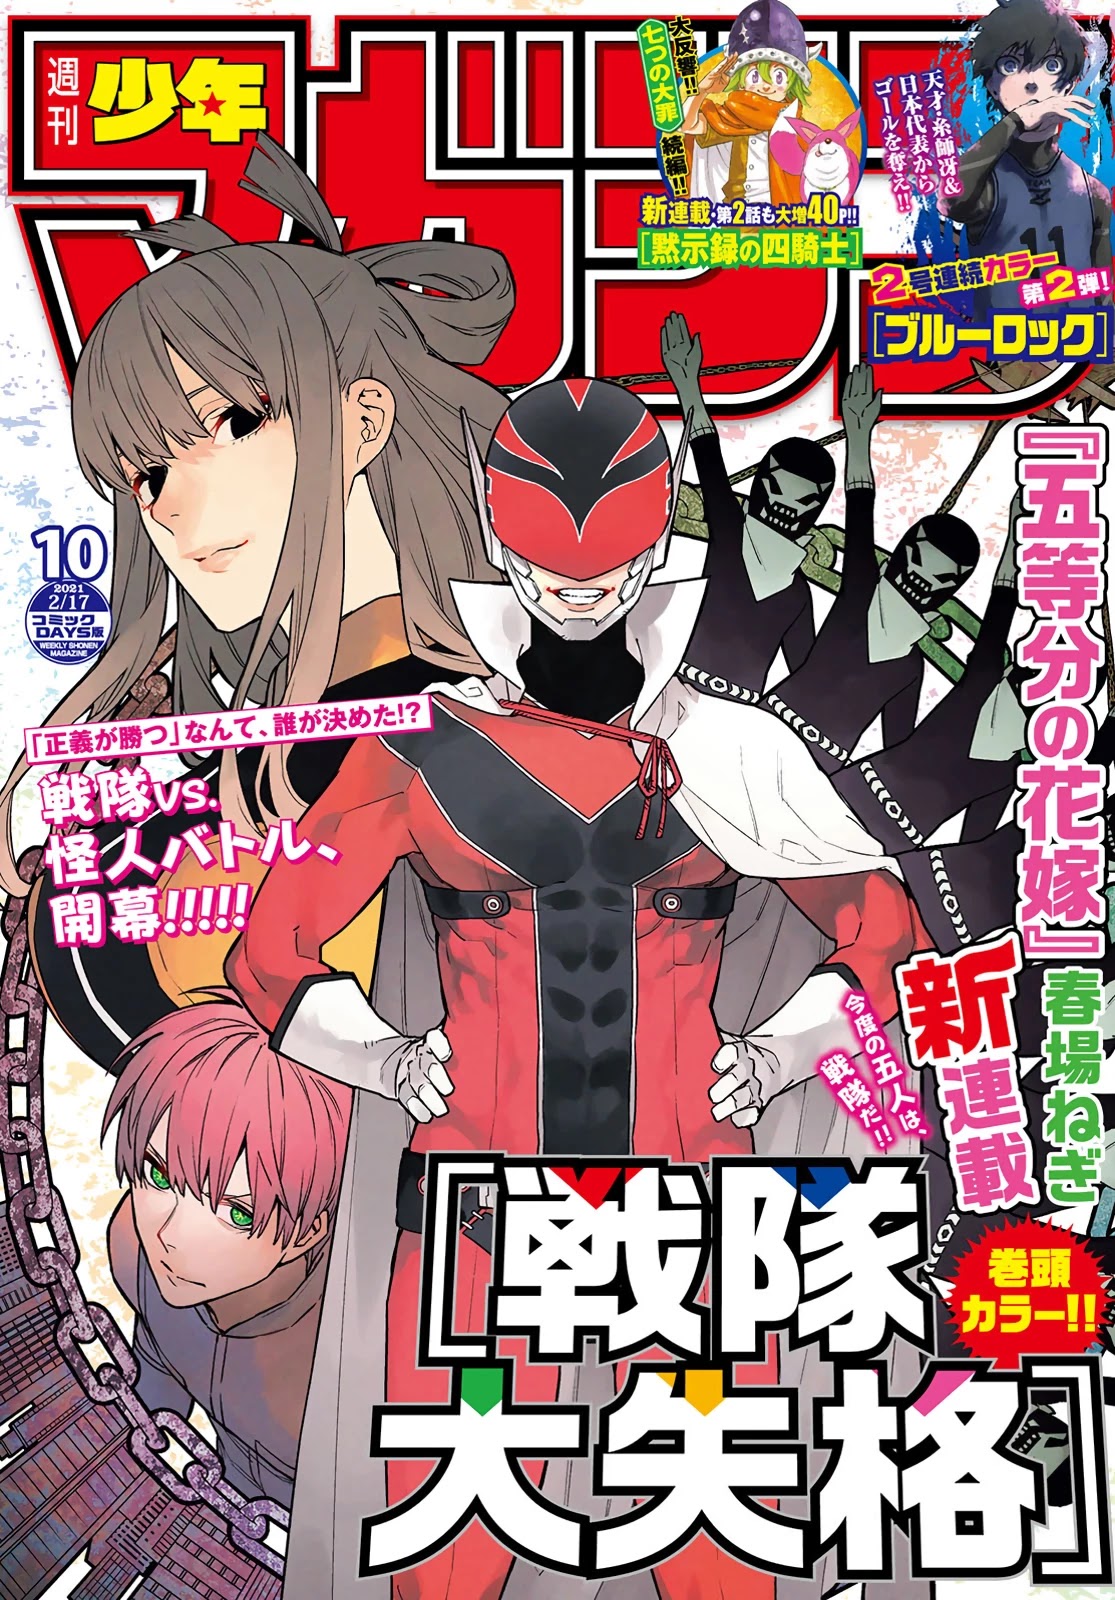 週刊
少年
マガジン
大反響!!
七つの大罪
続編!!
新連載・第2話も大増40P!!
[黙示録の四騎士]
天才・糸師冴&
日本代表から
ゴールを奪え!!
TEAM
11
2号連続カラー
第2弾!
[ブルーロック]
10
2021
2/17
コミック
DAYS版
WEEKLY SHONEN
MAGAZINE
『五等分の花嫁』
春場ねぎ
新連載
「正義が勝つ」なんて、誰が決めた!?
戦隊vs.
怪人バトル、
開幕!!!!!
今度の五人は、
戦隊だ!!
巻頭
カラー!!
[戦隊
大失格]